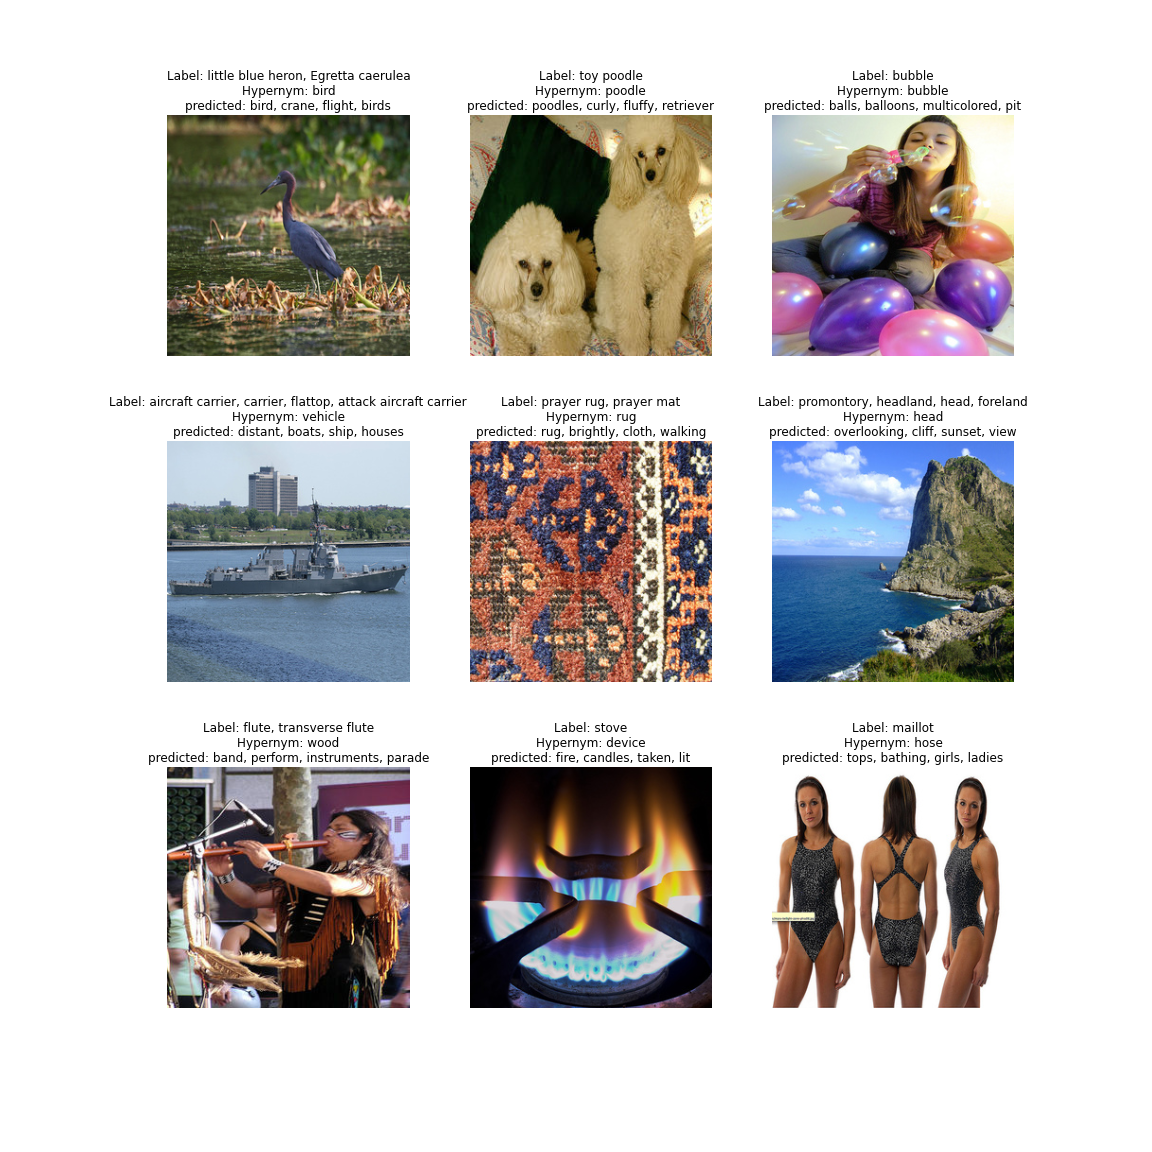 Label: little blue heron, Egretta caerulea
Hypernym: bird
predicted: bird, crane, flight, birds
Label: toy poodle
Hypernym: poodle
predicted: poodles, curly, fluffy, retriever
Label: bubble
Hypernym: bubble
predicted: balls, balloons, multicolored, pit
Label: aircraft carrier, carrier, flattop, attack aircraft carrier
Hypernym: vehicle
predicted: distant, boats, ship, houses
Label: prayer rug, prayer mat
Hypernym: rug
predicted: rug, brightly, cloth, walking
Label: promontory, headland, head, foreland
Hypernym: head
predicted: overlooking, cliff, sunset, view
Label: flute, transverse flute
Hypernym: wood
predicted: band, perform, instruments, parade
Label: stove
Hypernym: device
predicted: fire, candles, taken, lit
Label: maillot
Hypernym: hose
predicted: tops, bathing, girls, ladies